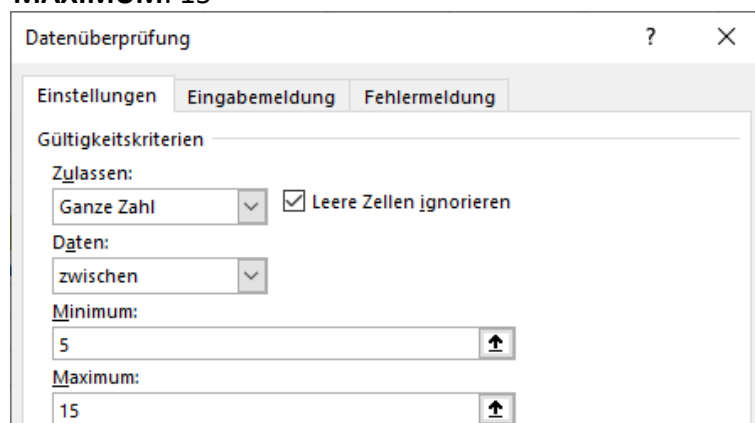 MAXIMUM: 15
Datenüberprüfung ? ×
Einstellungen Eingabemeldung Fehlermeldung
Gültigkeitskriterien
Zulassen:
Ganze Zahl Leere Zellen ignorieren
Daten:
zwischen
Minimum:
5
Maximum:
15